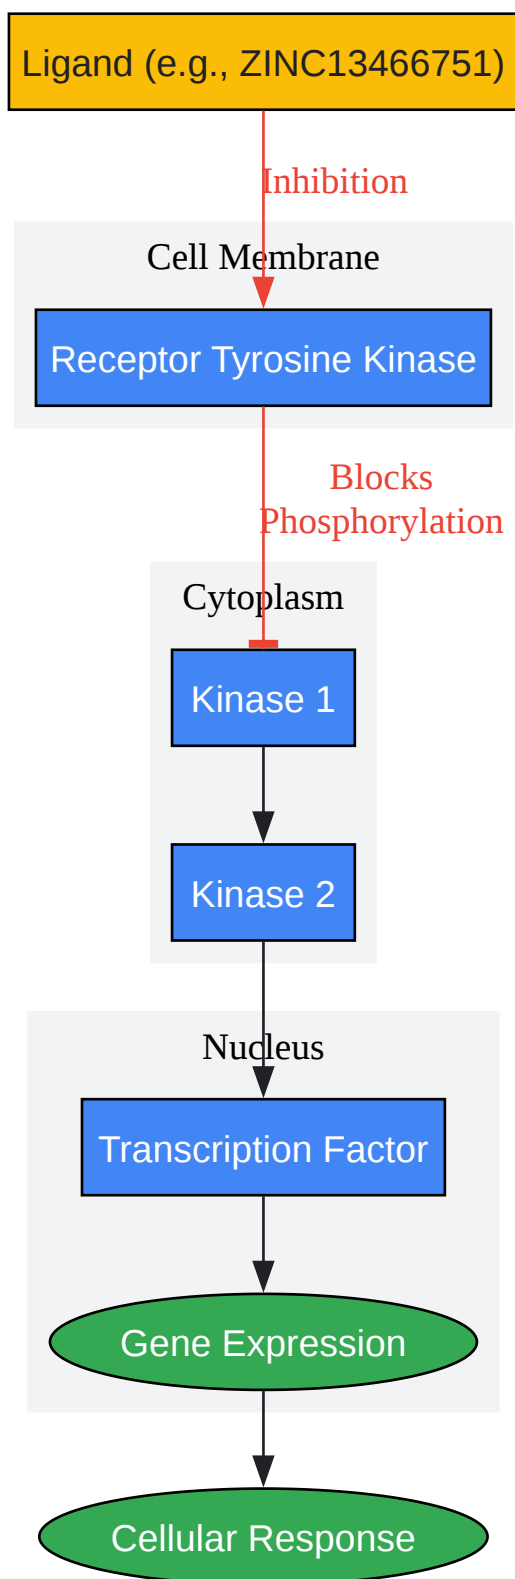 Ligand (e.g., ZINC13466751)
Inhibition
Cell Membrane
Receptor Tyrosine Kinase
Blocks
Phosphorylation
Cytoplasm
Kinase 1
Kinase 2
Nucleus
Transcription Factor
Gene Expression
Cellular Response